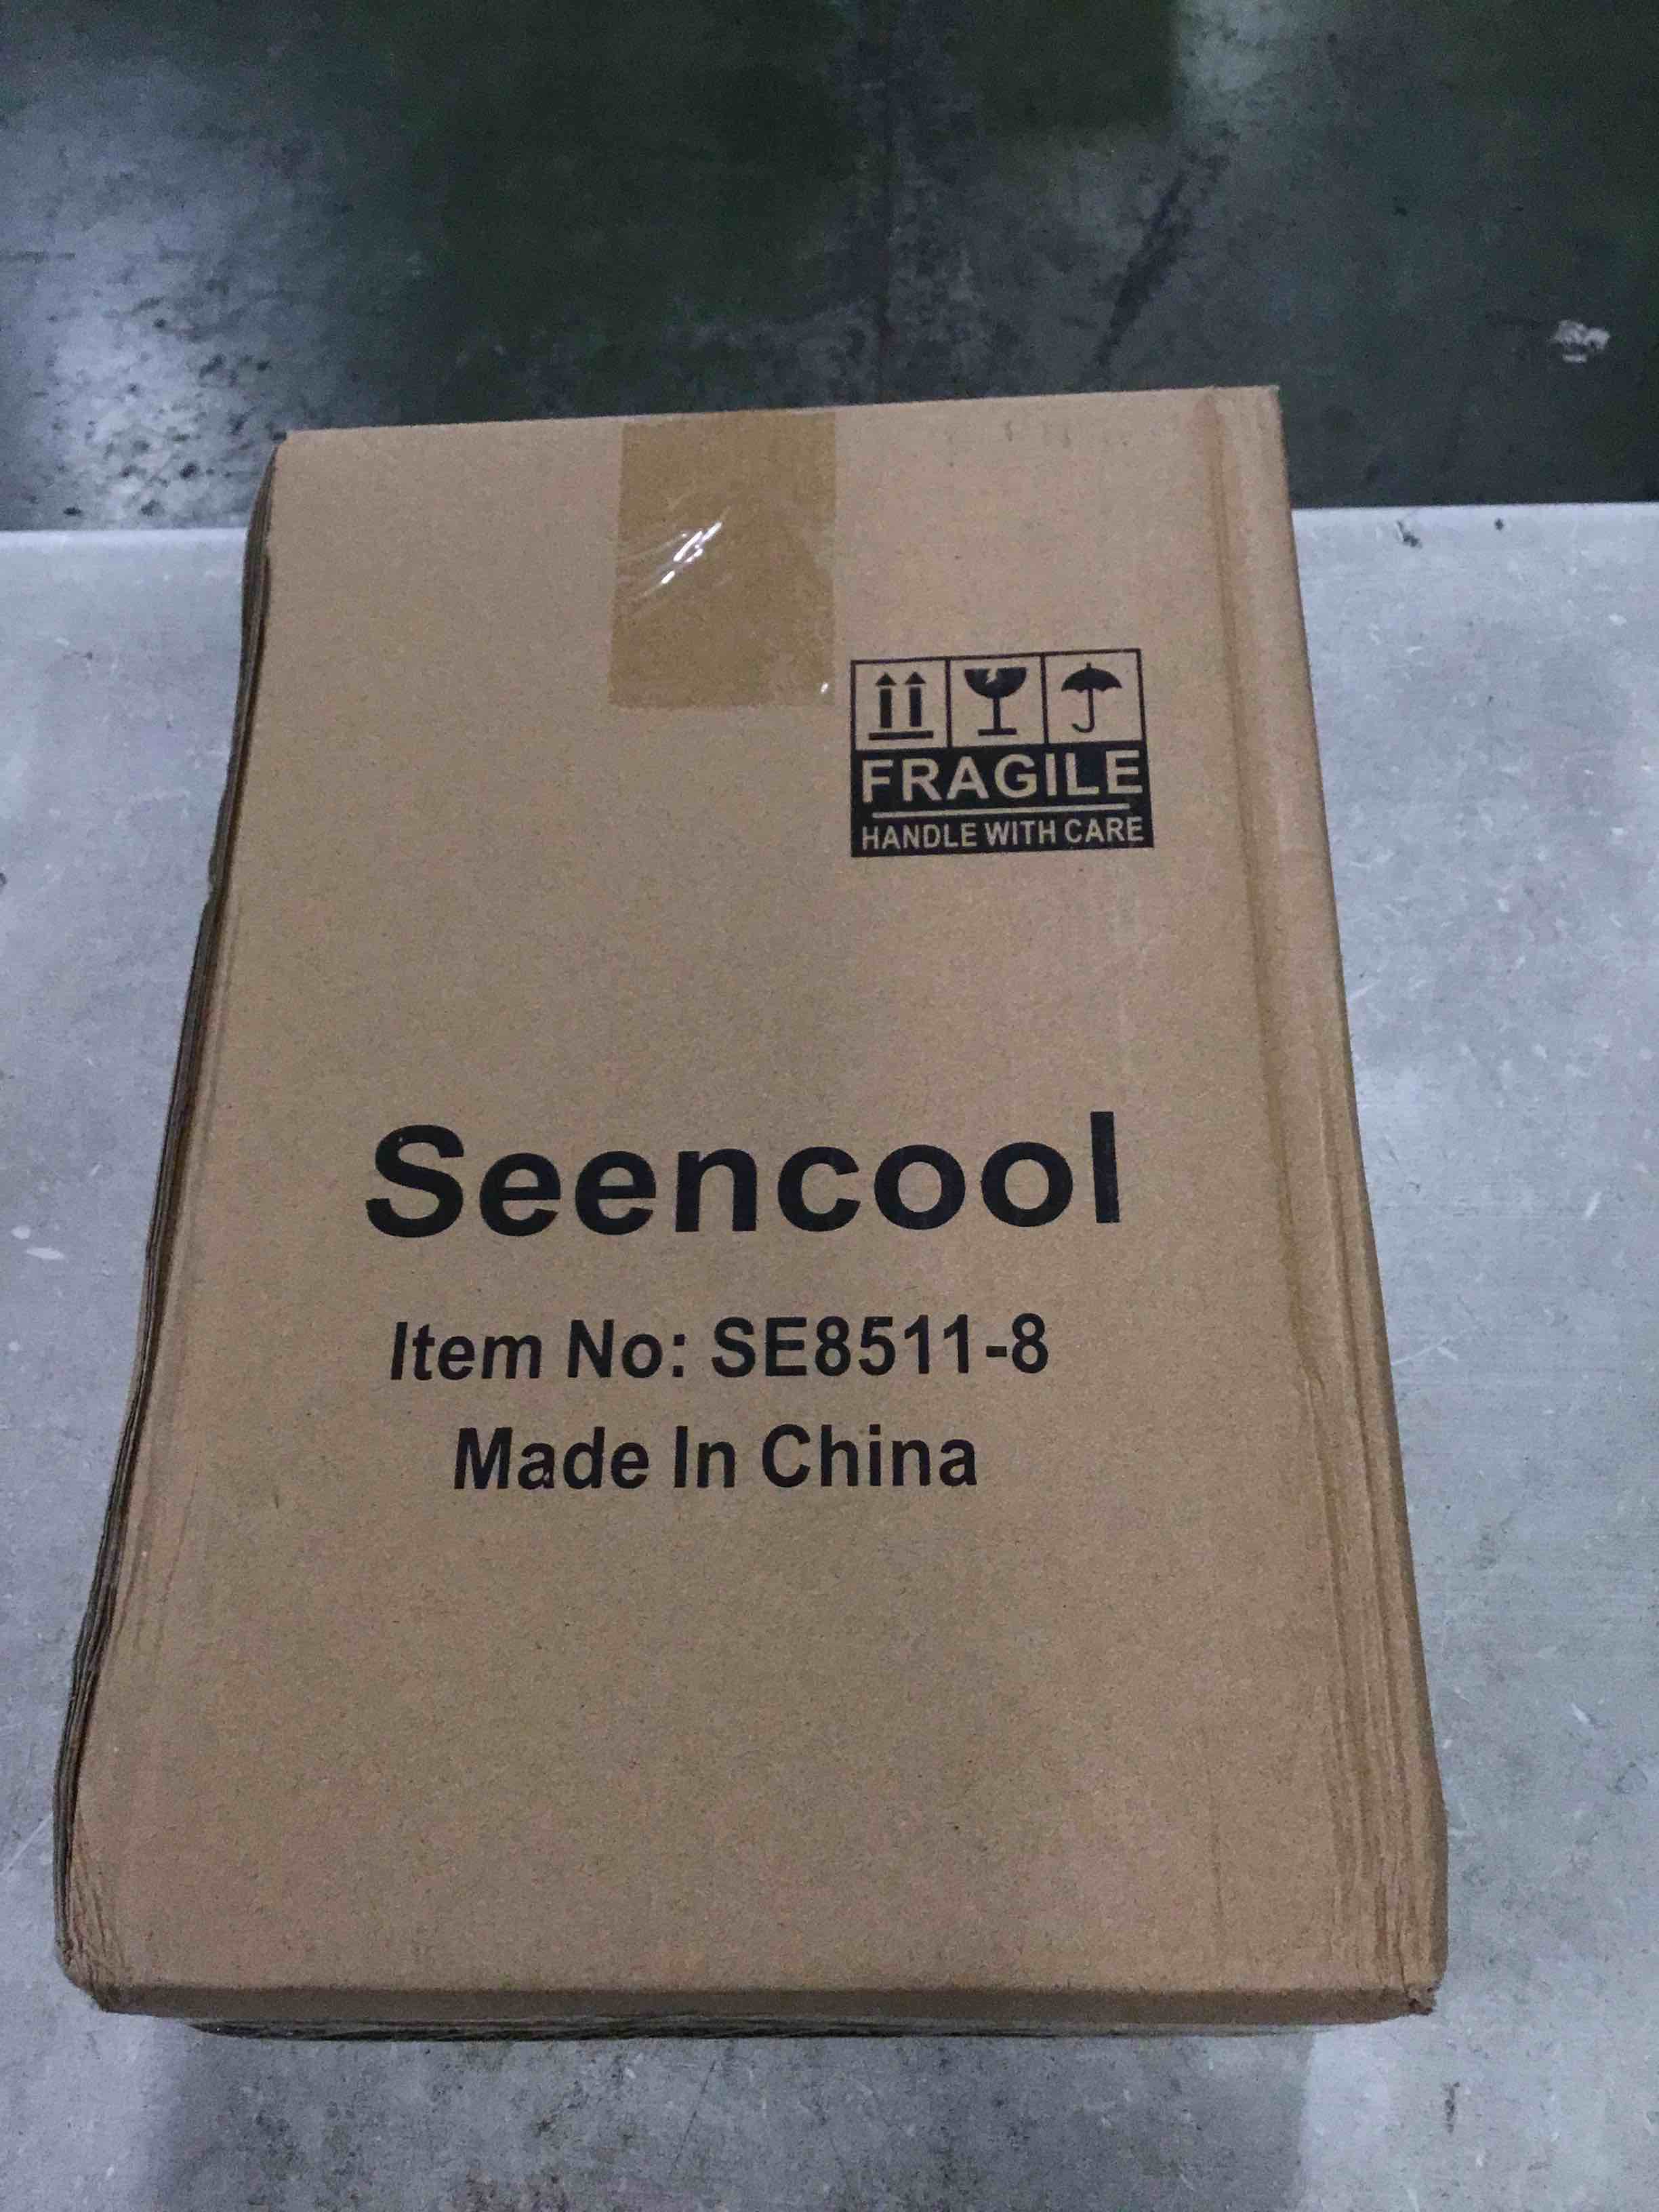 FRAGILE
HANDLE WITH CARE
Seencool
Item No: SE8511-8
Made In China